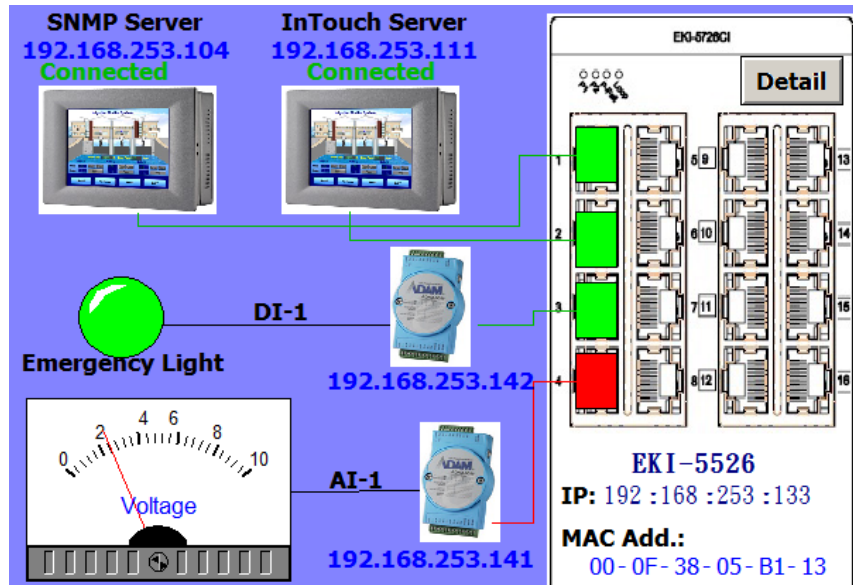 SNMP Server
192.168.253.104
Connected
InTouch Server
192.168.253.111
Connected
EKI-5726CI
Detail
1
5
9
13
2
6
10
14
3
7
11
15
4
8
12
16
DI-1
ADAM
192.168.253.142
Emergency Light
0
2
4
6
8
10
Voltage
AI-1
ADAM
192.168.253.141
EKI-5526
IP: 192 :168 :253 :133
MAC Add.:
00- 0F- 38- 05- B1- 13